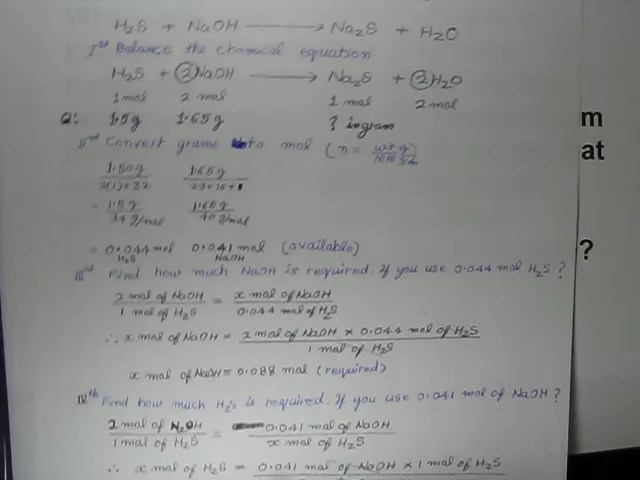 H₂S + NaOH ⟶ Na₂S + H₂O
Iˢᵗ Balance the chemical equation
H₂S + ②NaOH ⟶ Na₂S + ②H₂O
1 mol 2 mol 1 mol 2 mol
Q: 1.5g 1.65g ? in gram
m
IIⁿᵈ Convert grams to mol (n =
at
1.50g 1.65g
2(1)+32 23+16+1
= 1.5g 1.65g
34 g/mol 40 g/mol
= 0.044 mol 0.041 mol (available)
H₂S NaOH
?
IIIʳᵈ Find how much NaOH is required. If you use 0.044 mol H₂S ?
2 mol of NaOH = x mol of NaOH
1 mol of H₂S 0.044 mol of H₂S
∴ x mol of NaOH = 2 mol of NaOH × 0.044 mol of H₂S
1 mol of H₂S
x mol of NaOH = 0.088 mol (required)
IVᵗʰ Find how much H₂S is required. If you use 0.041 mol of NaOH ?
2 mol of NaOH = 0.041 mol of NaOH
1 mol of H₂S x mol of H₂S
∴ x mol of H₂S = 0.041 mol of NaOH × 1 mol of H₂S